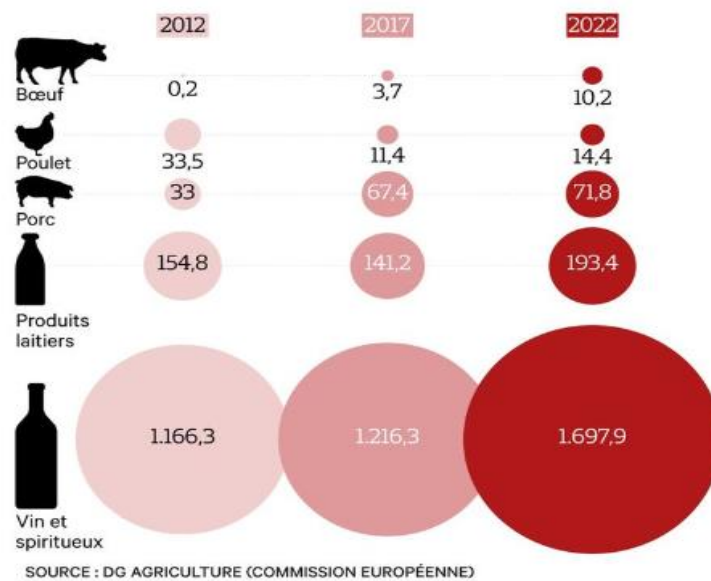 2012 2017 2022
Bœuf 0,2 3,7 10,2
Poulet 33,5 11,4 14,4
Porc 33 67,4 71,8
154,8 141,2 193,4
Produits
laitiers
1.166,3 1.216,3 1.697,9
Vin et
spiritueux
SOURCE : DG AGRICULTURE (COMMISSION EUROPÉENNE)